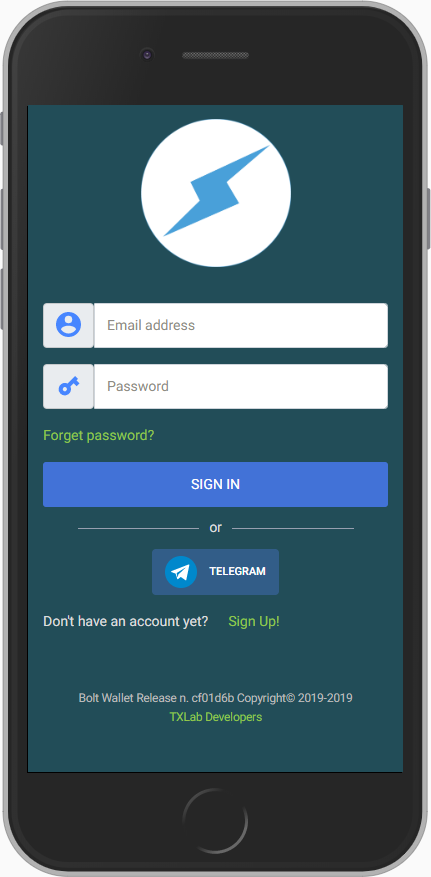 Email address
Password
Forget password?
SIGN IN
or
TELEGRAM
Don't have an account yet? Sign Up!
Bolt Wallet Release n. cf01d6b Copyright© 2019-2019
TXLab Developers